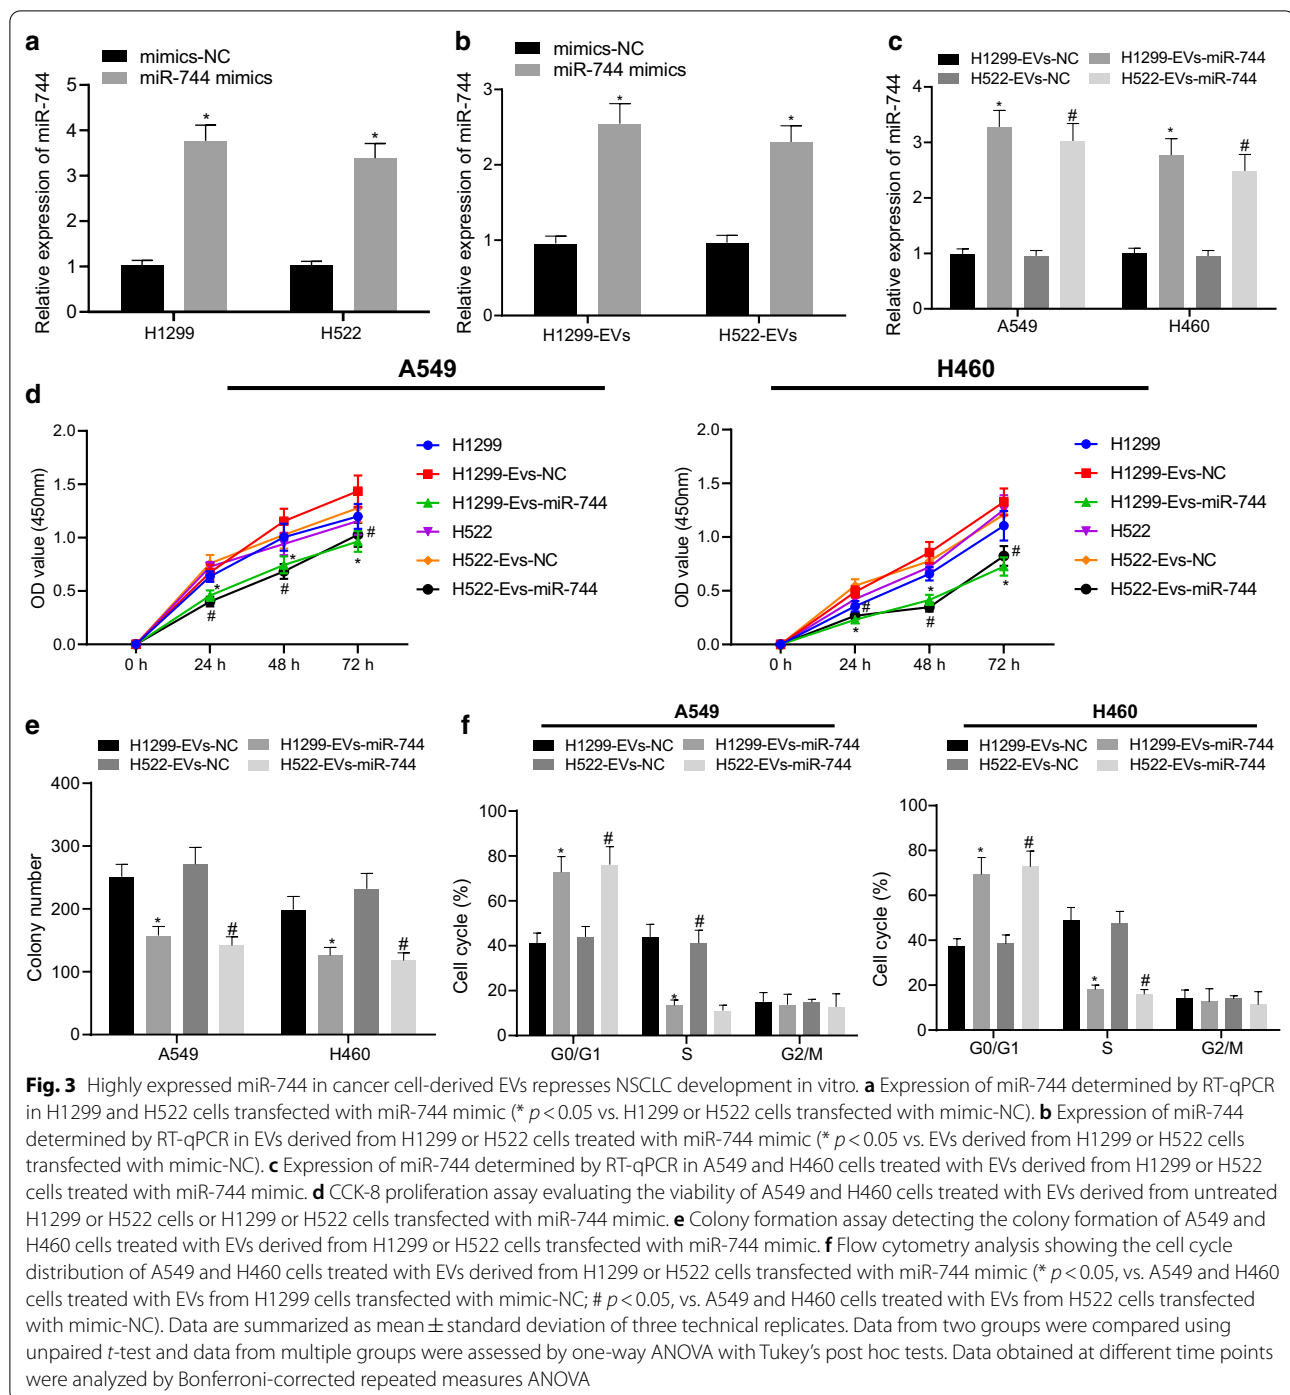 a
mimics-NC
miR-744 mimics
Relative expression of miR-744
5
4
3
2
1
0
*
*
H1299
H522
b
mimics-NC
miR-744 mimics
Relative expression of miR-744
3
2
1
0
*
*
H1299-EVs
H522-EVs
c
H1299-EVs-NC
H1299-EVs-miR-744
H522-EVs-NC
H522-EVs-miR-744
Relative expression of miR-744
4
3
2
1
0
*
#
*
#
A549
H460
d
A549
OD value (450nm)
2.0
1.5
1.0
0.5
0.0
*
#
*
#
#
*
0 h
24 h
48 h
72 h
H1299
H1299-Evs-NC
H1299-Evs-miR-744
H522
H522-Evs-NC
H522-Evs-miR-744
H460
OD value (450nm)
2.0
1.5
1.0
0.5
0.0
#
*
*
#
#
*
0 h
24 h
48 h
72 h
H1299
H1299-Evs-NC
H1299-Evs-miR-744
H522
H522-Evs-NC
H522-Evs-miR-744
e
H1299-EVs-NC
H1299-EVs-miR-744
H522-EVs-NC
H522-EVs-miR-744
Colony number
400
300
200
100
0
*
#
*
#
A549
H460
f
A549
H1299-EVs-NC
H1299-EVs-miR-744
H522-EVs-NC
H522-EVs-miR-744
Cell cycle (%)
100
80
60
40
20
0
*
#
*
#
G0/G1
S
G2/M
H460
H1299-EVs-NC
H1299-EVs-miR-744
H522-EVs-NC
H522-EVs-miR-744
Cell cycle (%)
100
80
60
40
20
0
*
#
*
#
G0/G1
S
G2/M
Fig. 3 Highly expressed miR-744 in cancer cell-derived EVs represses NSCLC development in vitro. a Expression of miR-744 determined by RT-qPCR
in H1299 and H522 cells transfected with miR-744 mimic (* p < 0.05 vs. H1299 or H522 cells transfected with mimic-NC). b Expression of miR-744
determined by RT-qPCR in EVs derived from H1299 or H522 cells treated with miR-744 mimic (* p < 0.05 vs. EVs derived from H1299 or H522 cells
transfected with mimic-NC). c Expression of miR-744 determined by RT-qPCR in A549 and H460 cells treated with EVs derived from H1299 or H522
cells treated with miR-744 mimic. d CCK-8 proliferation assay evaluating the viability of A549 and H460 cells treated with EVs derived from untreated
H1299 or H522 cells or H1299 or H522 cells transfected with miR-744 mimic. e Colony formation assay detecting the colony formation of A549 and
H460 cells treated with EVs derived from H1299 or H522 cells transfected with miR-744 mimic. f Flow cytometry analysis showing the cell cycle
distribution of A549 and H460 cells treated with EVs derived from H1299 or H522 cells transfected with miR-744 mimic (* p < 0.05, vs. A549 and H460
cells treated with EVs from H1299 cells transfected with mimic-NC; # p < 0.05, vs. A549 and H460 cells treated with EVs from H522 cells transfected
with mimic-NC). Data are summarized as mean ± standard deviation of three technical replicates. Data from two groups were compared using
unpaired t-test and data from multiple groups were assessed by one-way ANOVA with Tukey's post hoc tests. Data obtained at different time points
were analyzed by Bonferroni-corrected repeated measures ANOVA